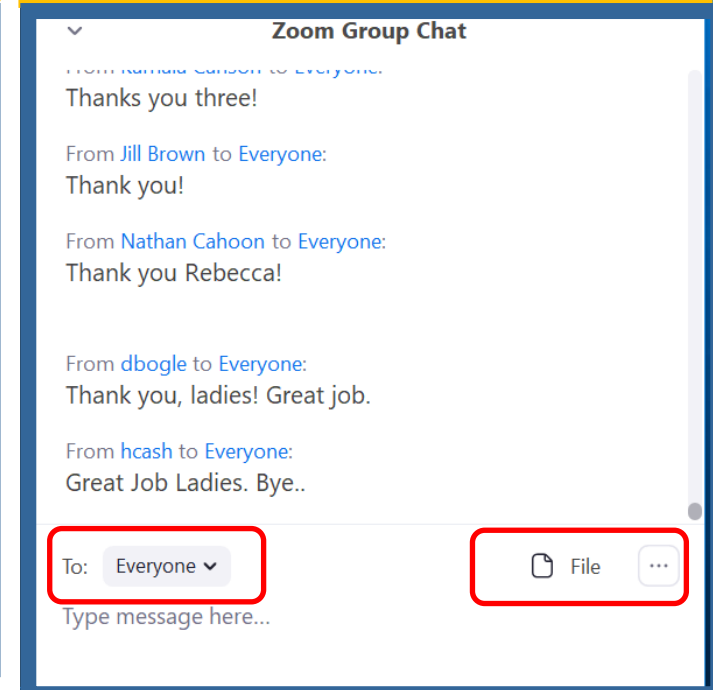 Zoom Group Chat
to Everyone:
Thanks you three!
From Jill Brown to Everyone:
Thank you!
From Nathan Cahoon to Everyone:
Thank you Rebecca!
From dbogle to Everyone:
Thank you, ladies! Great job.
From hcash to Everyone:
Great Job Ladies. Bye..
To: Everyone File ...
Type message here...